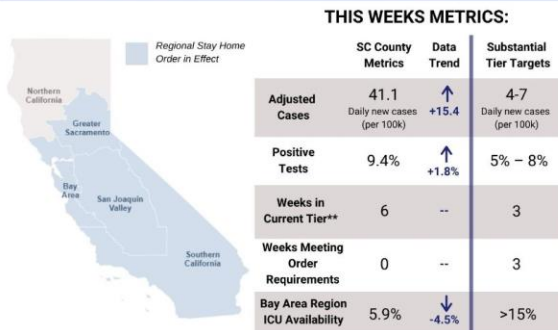 THIS WEEKS METRICS:
Regional Stay Home
Order in Effect
Northern
California
Greater
Sacramento
Bay
Area
San Joaquin
Valley
Southern
California
SC County
Metrics
Data
Trend
Substantial
Tier Targets
Adjusted
Cases
41.1
Daily new cases
(per 100k)
+15.4
4-7
Daily new cases
(per 100k)
Positive
Tests
9.4%
+1.8%
5% – 8%
Weeks in
Current Tier**
6
--
3
Weeks Meeting
Order
Requirements
0
--
3
Bay Area Region
ICU Availability
5.9%
-4.5%
>15%